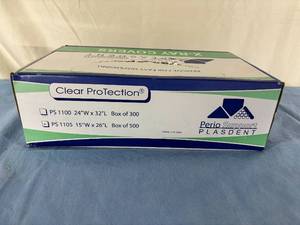 X-RAY COVERS
Clear ProTection®
PS 1100 24"W x 32"L Box of 300
PS 1105 15"W x 26"L Box of 500
Perio Support
PLASDENT